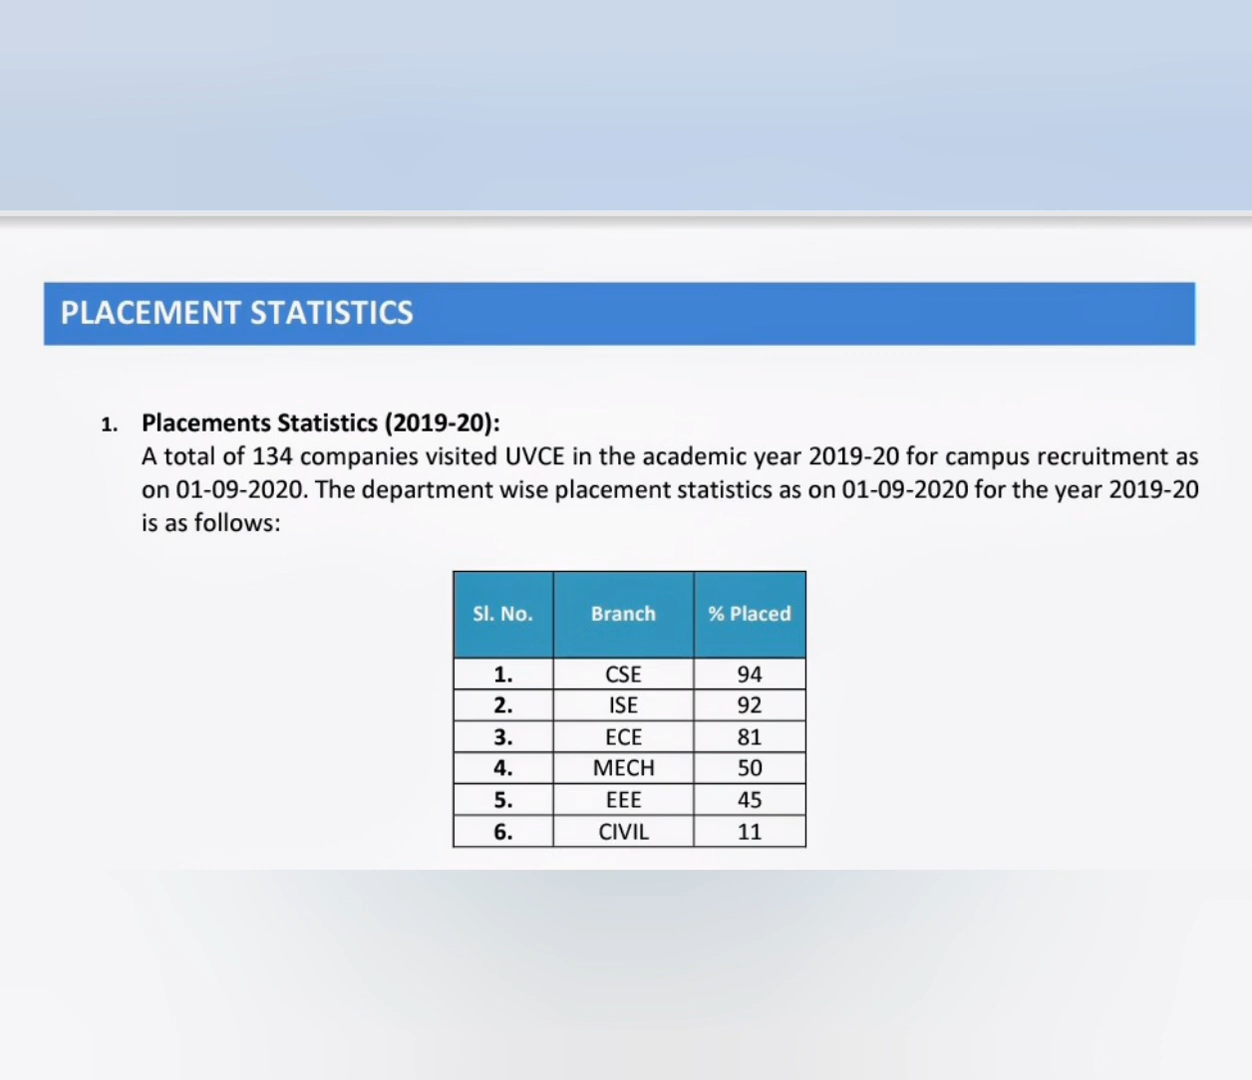 PLACEMENT STATISTICS
1. Placements Statistics (2019-20):
A total of 134 companies visited UVCE in the academic year 2019-20 for campus recruitment as
on 01-09-2020. The department wise placement statistics as on 01-09-2020 for the year 2019-20
is as follows:
Sl. No. Branch % Placed
1. CSE 94
2. ISE 92
3. ECE 81
4. MECH 50
5. EEE 45
6. CIVIL 11